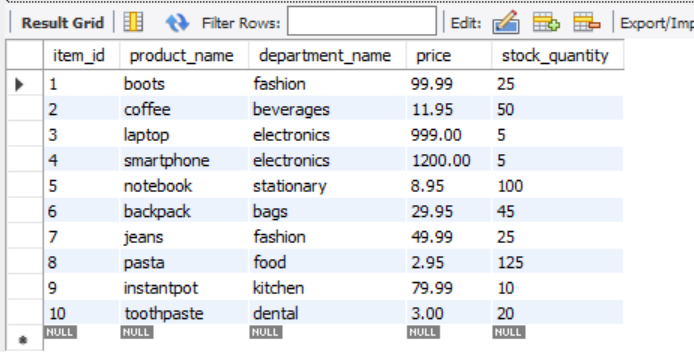 Result Grid Filter Rows: Edit: Export/Imp
item_id product_name department_name price stock_quantity
1 boots fashion 99.99 25
2 coffee beverages 11.95 50
3 laptop electronics 999.00 5
4 smartphone electronics 1200.00 5
5 notebook stationary 8.95 100
6 backpack bags 29.95 45
7 jeans fashion 49.99 25
8 pasta food 2.95 125
9 instantpot kitchen 79.99 10
10 toothpaste dental 3.00 20
NULL NULL NULL NULL NULL